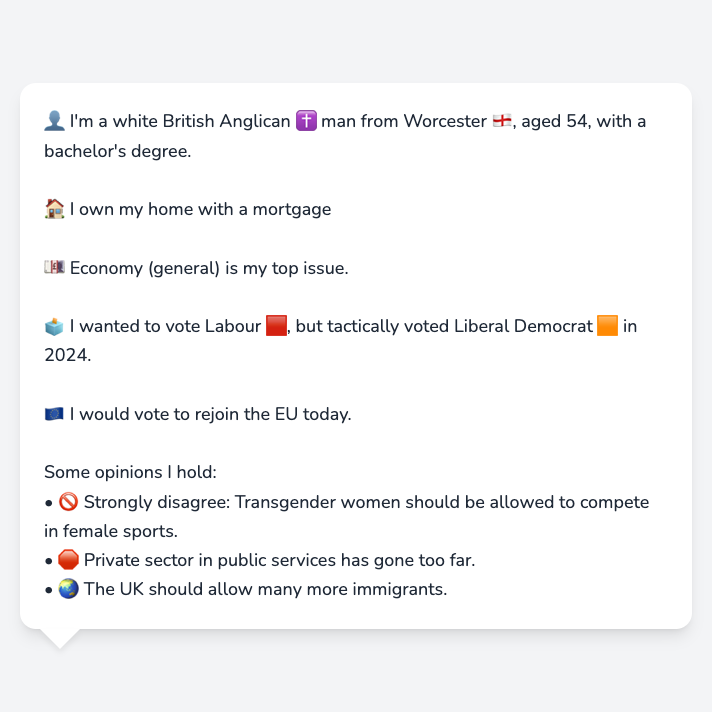 👤 I'm a white British Anglican ✝️ man from Worcester 🏴󠁧󠁢󠁥󠁮󠁧󠁿, aged 54, with a
bachelor's degree.
🏠 I own my home with a mortgage
💷 Economy (general) is my top issue.
🗳️ I wanted to vote Labour 🟥, but tactically voted Liberal Democrat 🟧 in
2024.
🇪🇺 I would vote to rejoin the EU today.
Some opinions I hold:
• 🚫 Strongly disagree: Transgender women should be allowed to compete
in female sports.
• 🛑 Private sector in public services has gone too far.
• 🌏 The UK should allow many more immigrants.